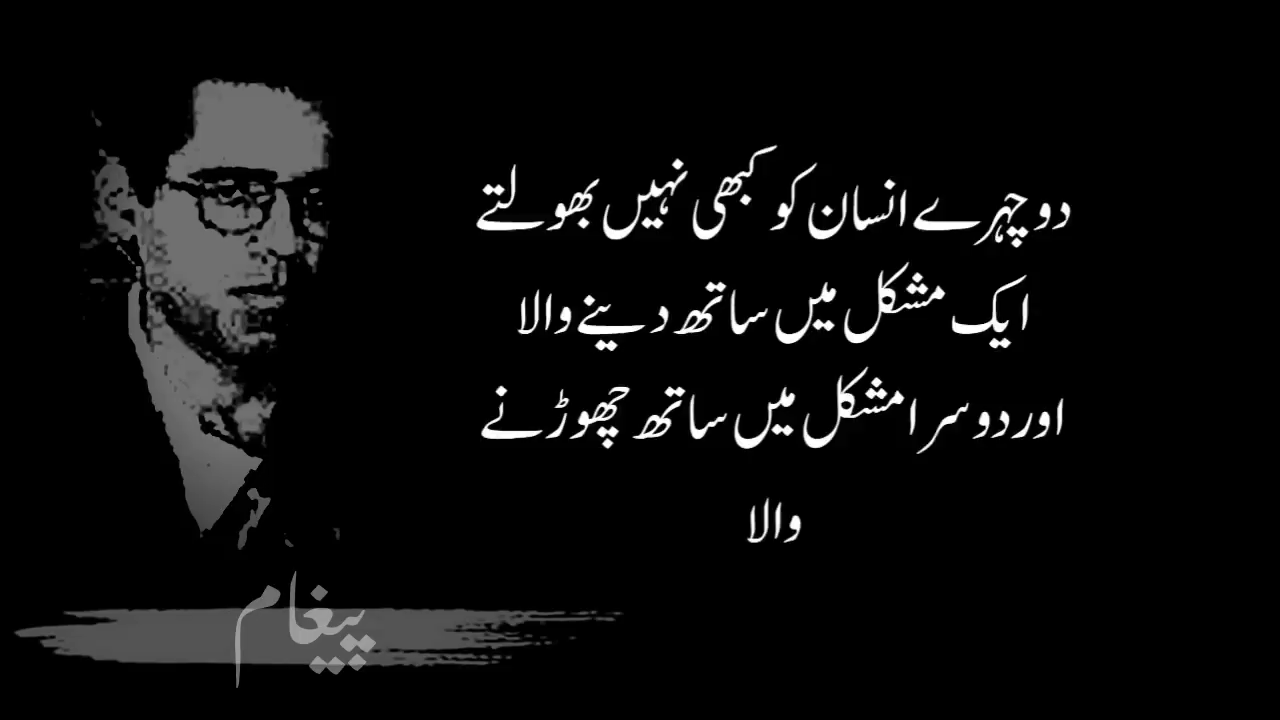 دو چہرے انسان کو کبھی نہیں بھولتے
ایک مشکل میں ساتھ دینے والا
اور دوسرا مشکل میں ساتھ چھوڑنے
والا
پیغام